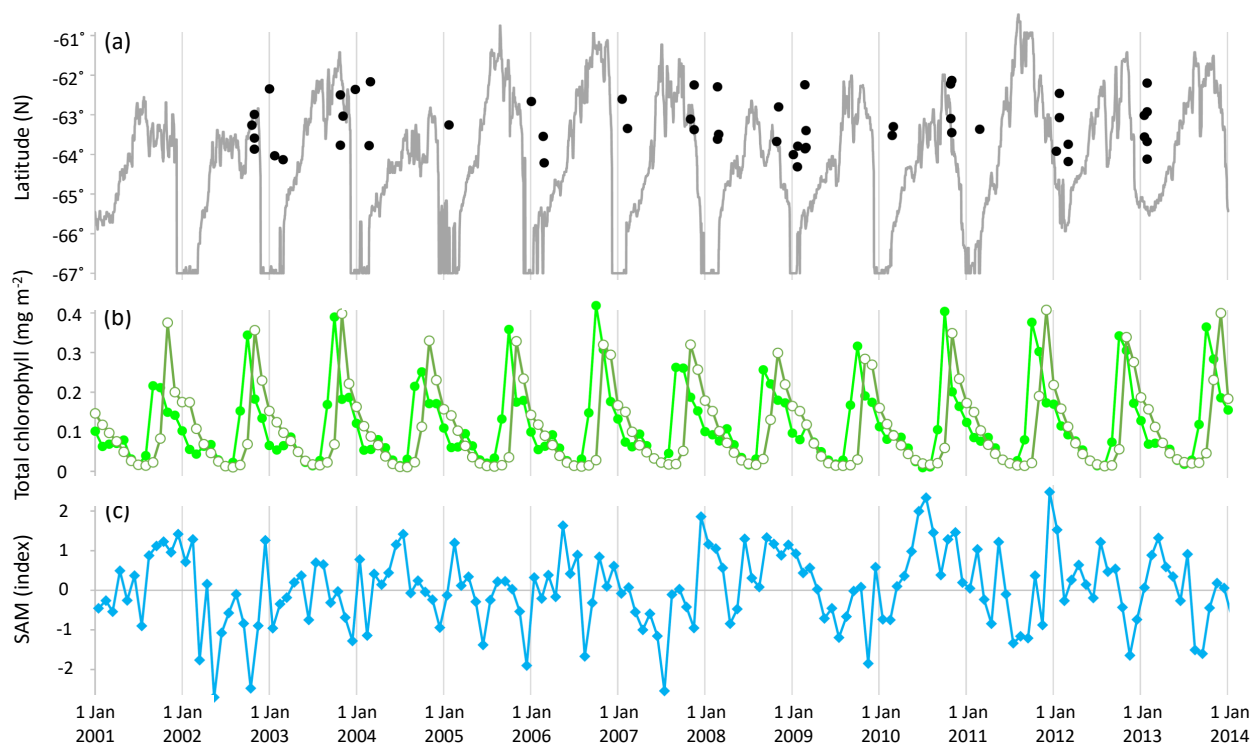 (a)
Latitude (N)
-61˚
-62˚
-63˚
-64˚
-65˚
-66˚
-67˚
(b)
Total chlorophyll (mg m⁻²)
0.4
0.3
0.2
0.1
0
(c)
SAM (index)
2
1
0
-1
-2
1 Jan 1 Jan 1 Jan 1 Jan 1 Jan 1 Jan 1 Jan 1 Jan 1 Jan 1 Jan 1 Jan 1 Jan 1 Jan 1 Jan
2001 2002 2003 2004 2005 2006 2007 2008 2009 2010 2011 2012 2013 2014